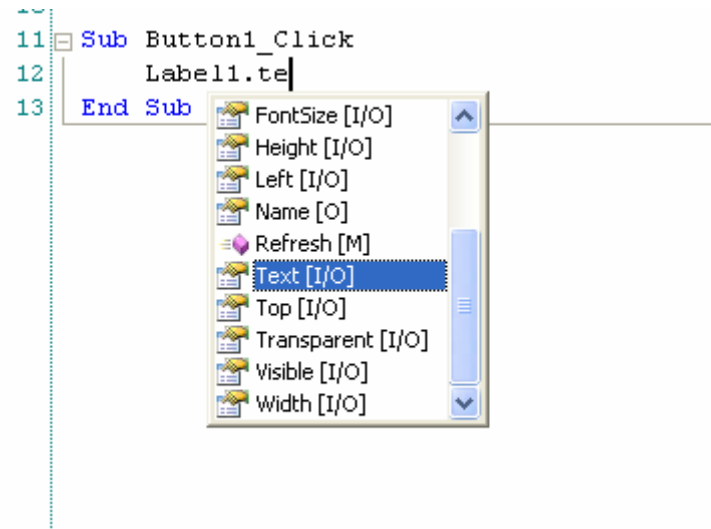 11 Sub Button1_Click
12 Label1.te
13 End Sub
FontSize [I/O]
Height [I/O]
Left [I/O]
Name [O]
Refresh [M]
Text [I/O]
Top [I/O]
Transparent [I/O]
Visible [I/O]
Width [I/O]